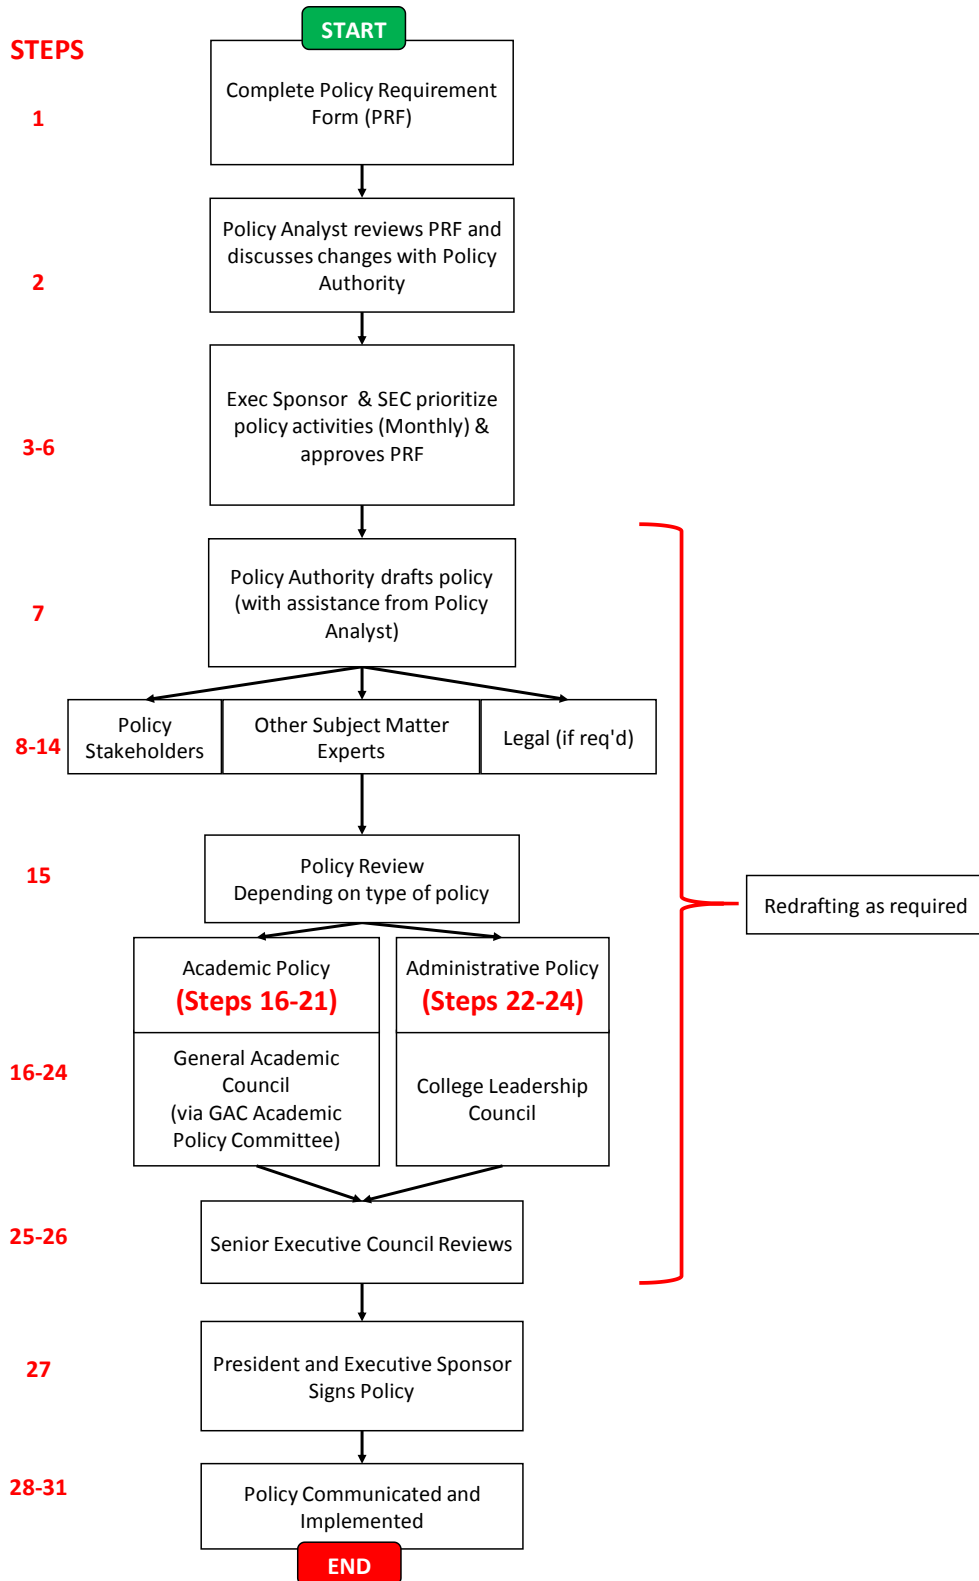 START
STEPS
1
Complete Policy Requirement
Form (PRF)
2
Policy Analyst reviews PRF and
discusses changes with Policy
Authority
3-6
Exec Sponsor & SEC prioritize
policy activities (Monthly) &
approves PRF
7
Policy Authority drafts policy
(with assistance from Policy
Analyst)
8-14
Policy
Stakeholders
Other Subject Matter
Experts
Legal (if req'd)
15
Policy Review
Depending on type of policy
Redrafting as required
Academic Policy
(Steps 16-21)
Administrative Policy
(Steps 22-24)
16-24
General Academic
Council
(via GAC Academic
Policy Committee)
College Leadership
Council
25-26
Senior Executive Council Reviews
27
President and Executive Sponsor
Signs Policy
28-31
Policy Communicated and
Implemented
END